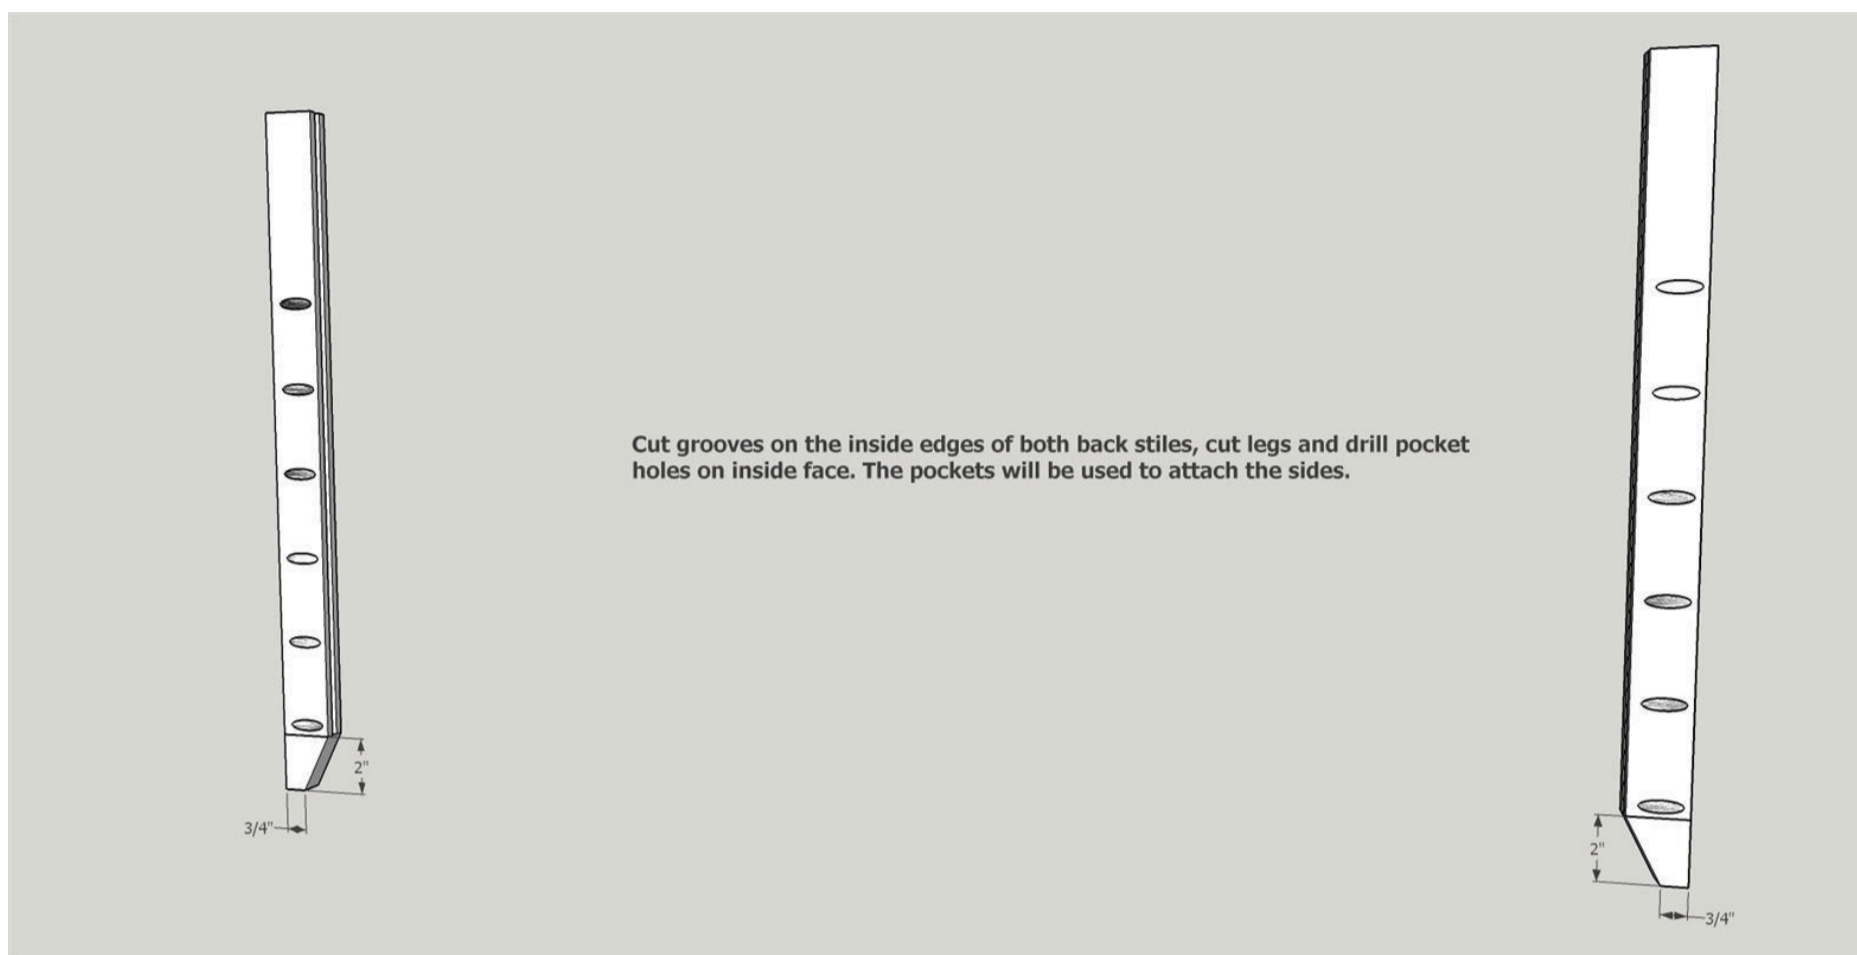 Cut grooves on the inside edges of both back stiles, cut legs and drill pocket
holes on inside face. The pockets will be used to attach the sides.
2"
3/4"
2"
3/4"